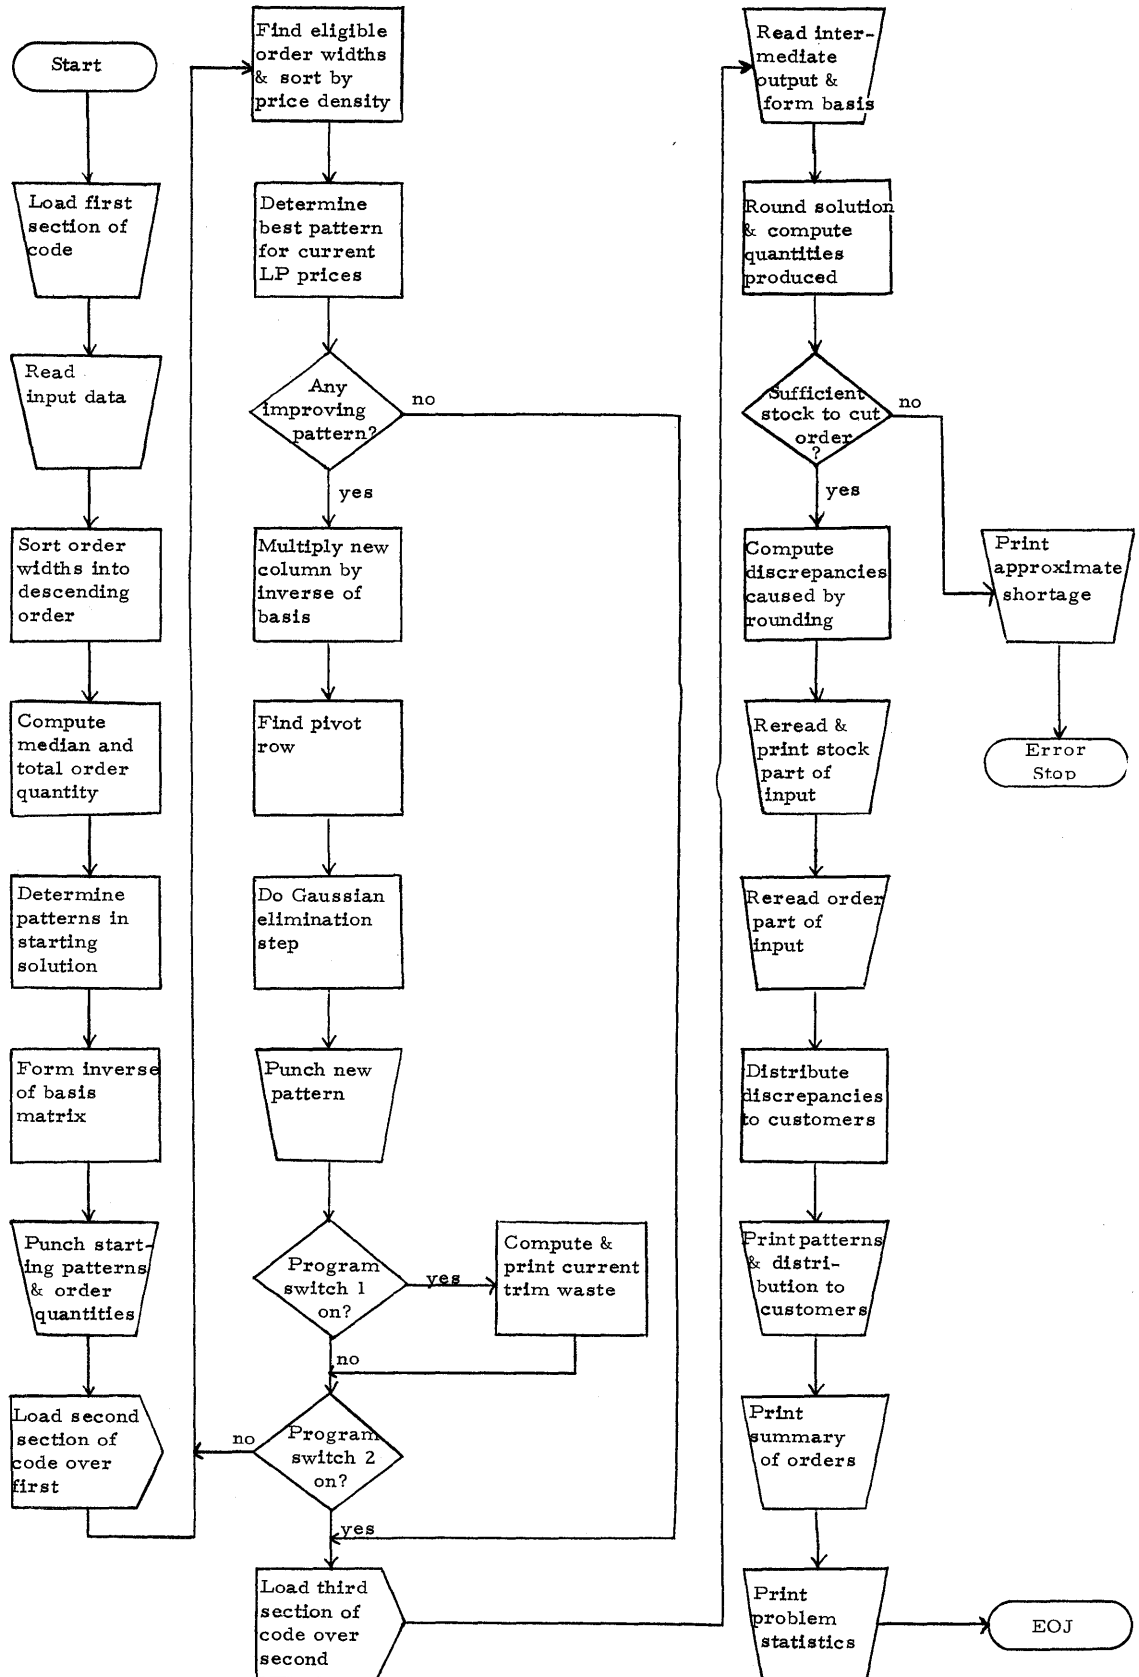 Start
Load first
section of
code
Read
input data
Sort order
widths into
descending
order
Compute
median and
total order
quantity
Determine
patterns in
starting
solution
Form inverse
of basis
matrix
Punch start-
ing patterns
& order
quantities
Load second
section of
code over
first
Find eligible
order widths
& sort by
price density
Determine
best pattern
for current
LP prices
Any
improving
pattern?
no
yes
Multiply new
column by
inverse of
basis
Find pivot
row
Do Gaussian
elimination
step
Punch new
pattern
Program
switch 1
on?
yes
Compute &
print current
trim waste
no
Program
switch 2
on?
no
yes
Load third
section of
code over
second
Read inter-
mediate
output &
form basis
Round solution
& compute
quantities
produced
Sufficient
stock to cut
order
?
no
yes
Print
approximate
shortage
Error
Stop
Compute
discrepancies
caused by
rounding
Reread &
print stock
part of
input
Reread order
part of
input
Distribute
discrepancies
to customers
Print patterns
& distri-
bution to
customers
Print
summary
of orders
Print
problem
statistics
EOJ